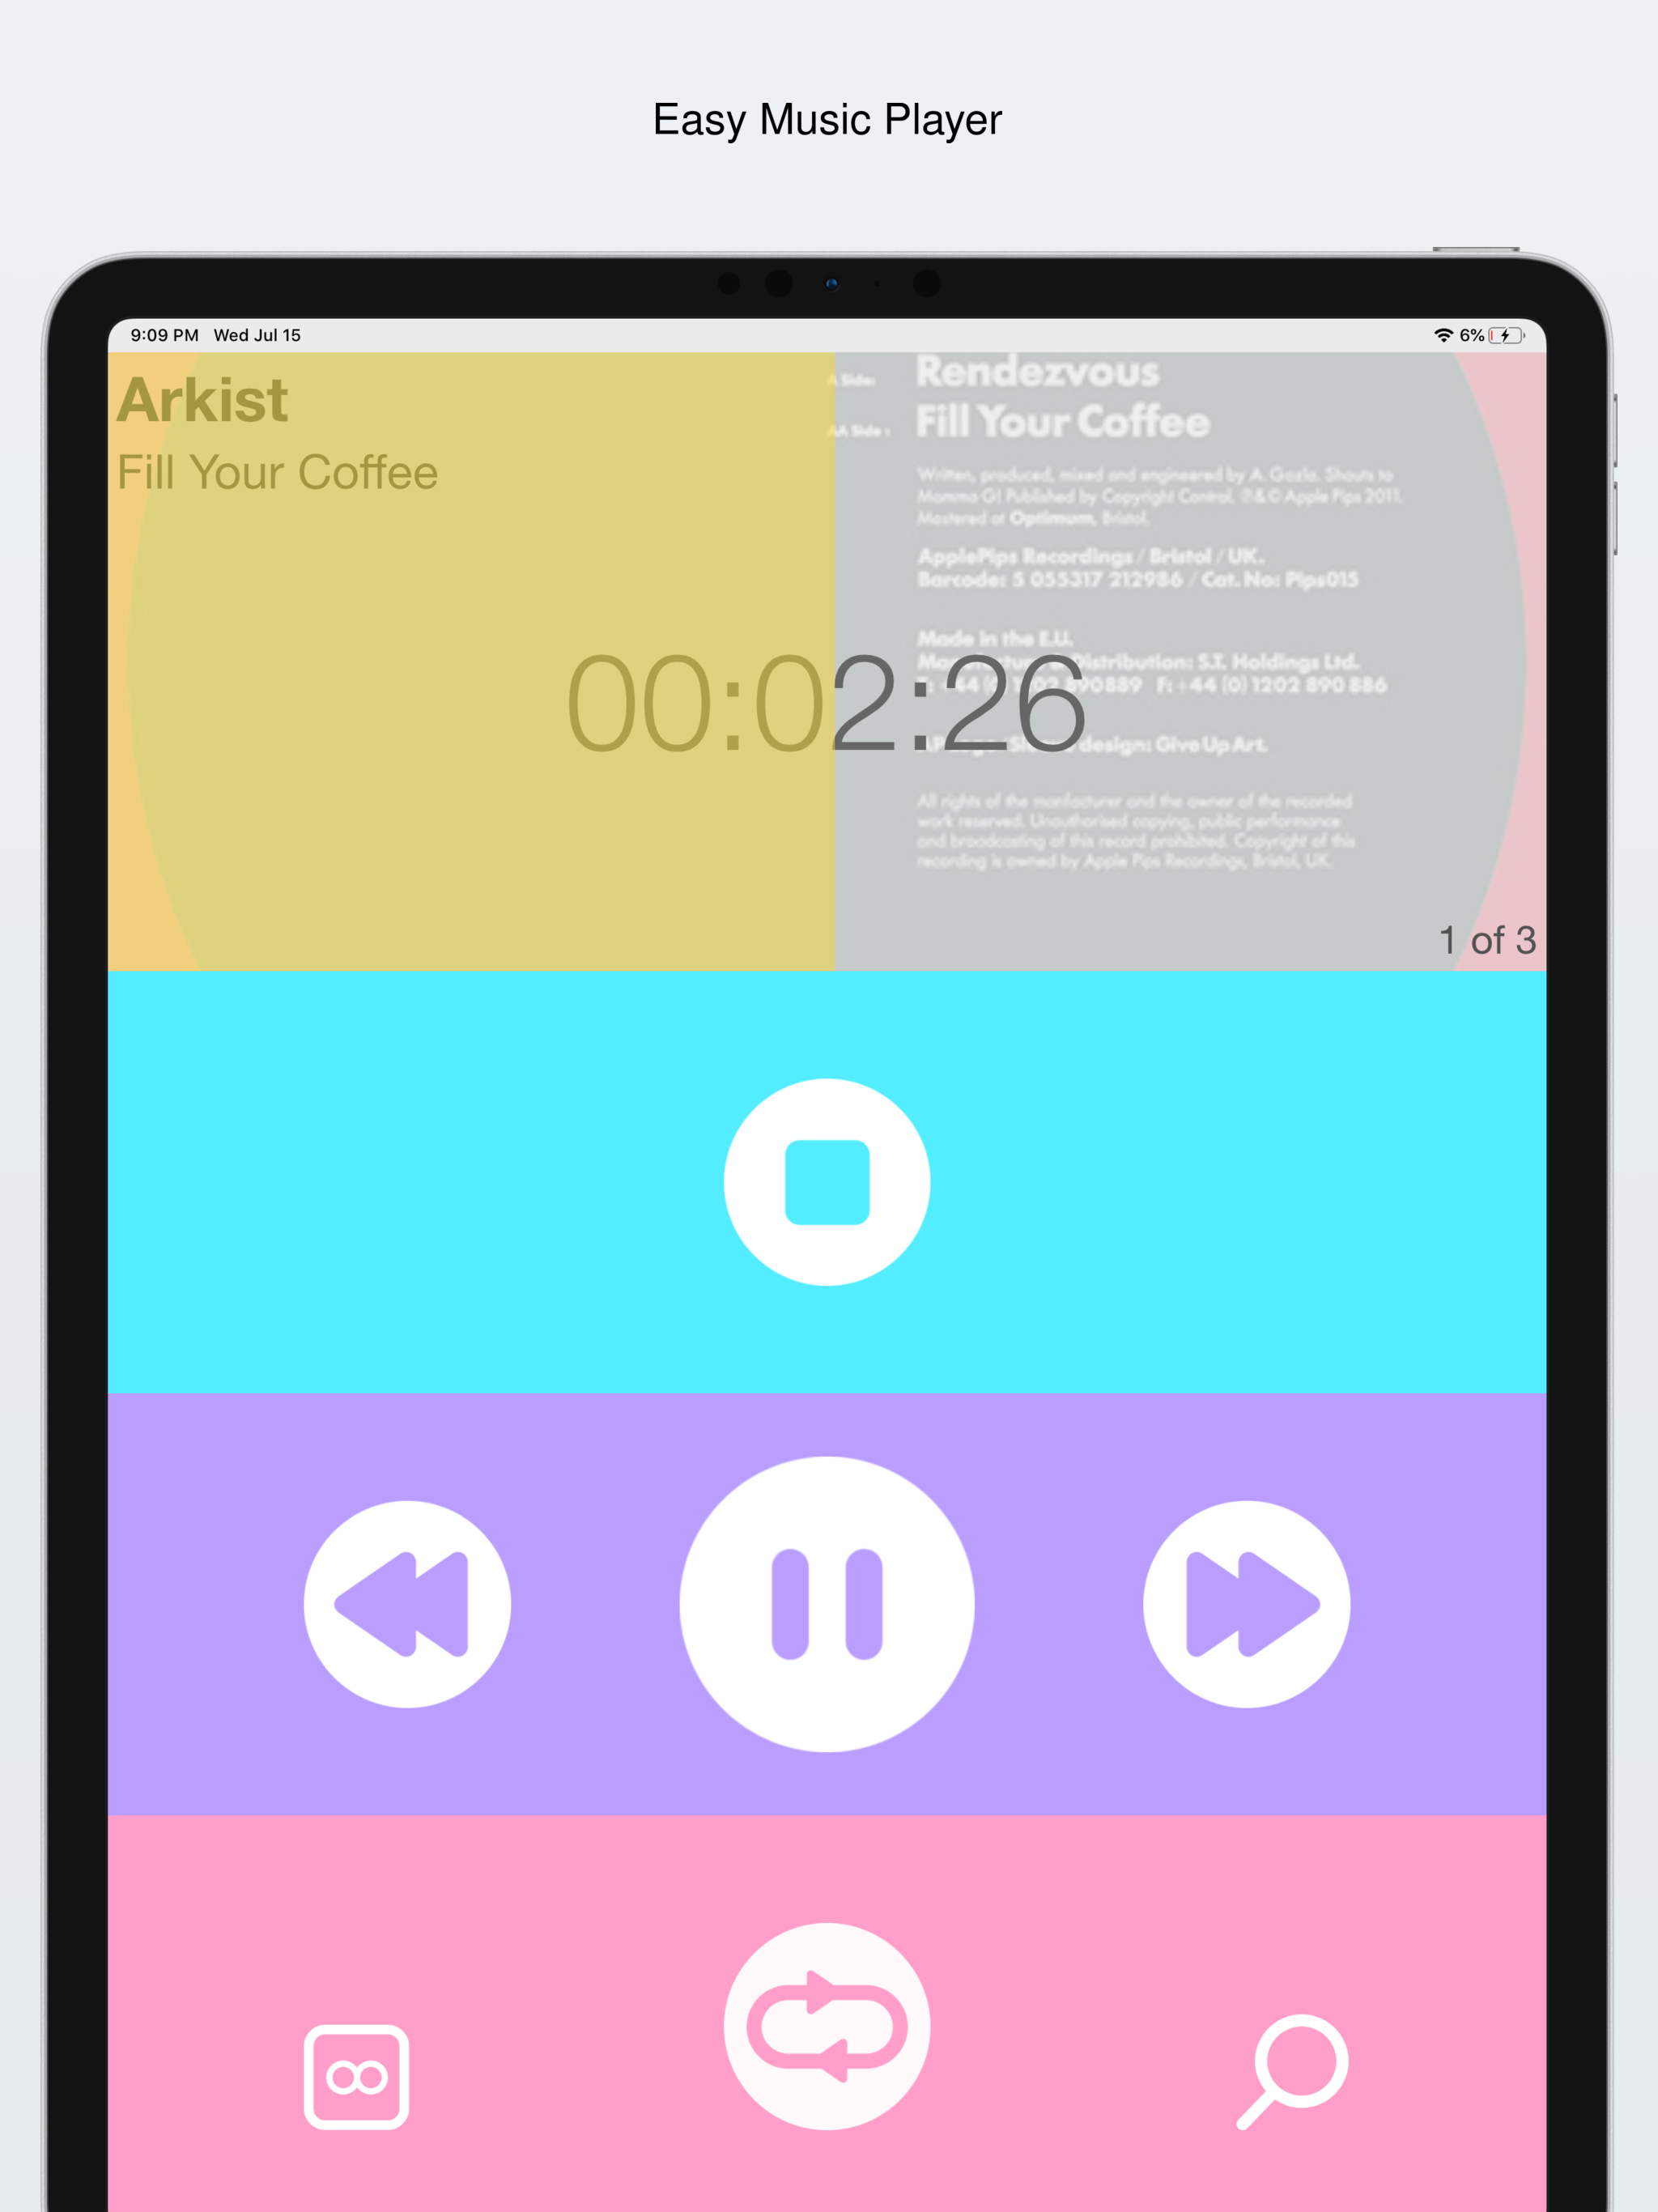 Easy Music Player
9:09 PM Wed Jul 15
6%
Arkist
Fill Your Coffee
A Side:
Rendezvous
AA Side :
Fill Your Coffee
Written, produced, mixed and engineered by A. Gazla. Shouts to
Momma G! Published by Copyright Control. ℗&© Apple Pips 2011.
Mastered at Optimum, Bristol.
ApplePips Recordings / Bristol / UK.
Barcode: 5 055317 212986 / Cat. No: Pips015
Made in the E.U.
Distribution: S.T. Holdings Ltd.
F: +44 (0) 1202 890 886
00:02:26
design: Give Up Art.
All rights of the manfacturer and the owner of the recorded
work reserved. Unauthorised copying, public performance
and broadcasting of this record prohibited. Copyright of this
recording is owned by Apple Pips Recordings, Bristol, UK.
1 of 3